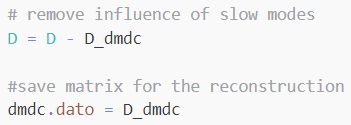 # remove influence of slow modes
D = D - D_dmdc
#save matrix for the reconstruction
dmdc.dato = D_dmdc